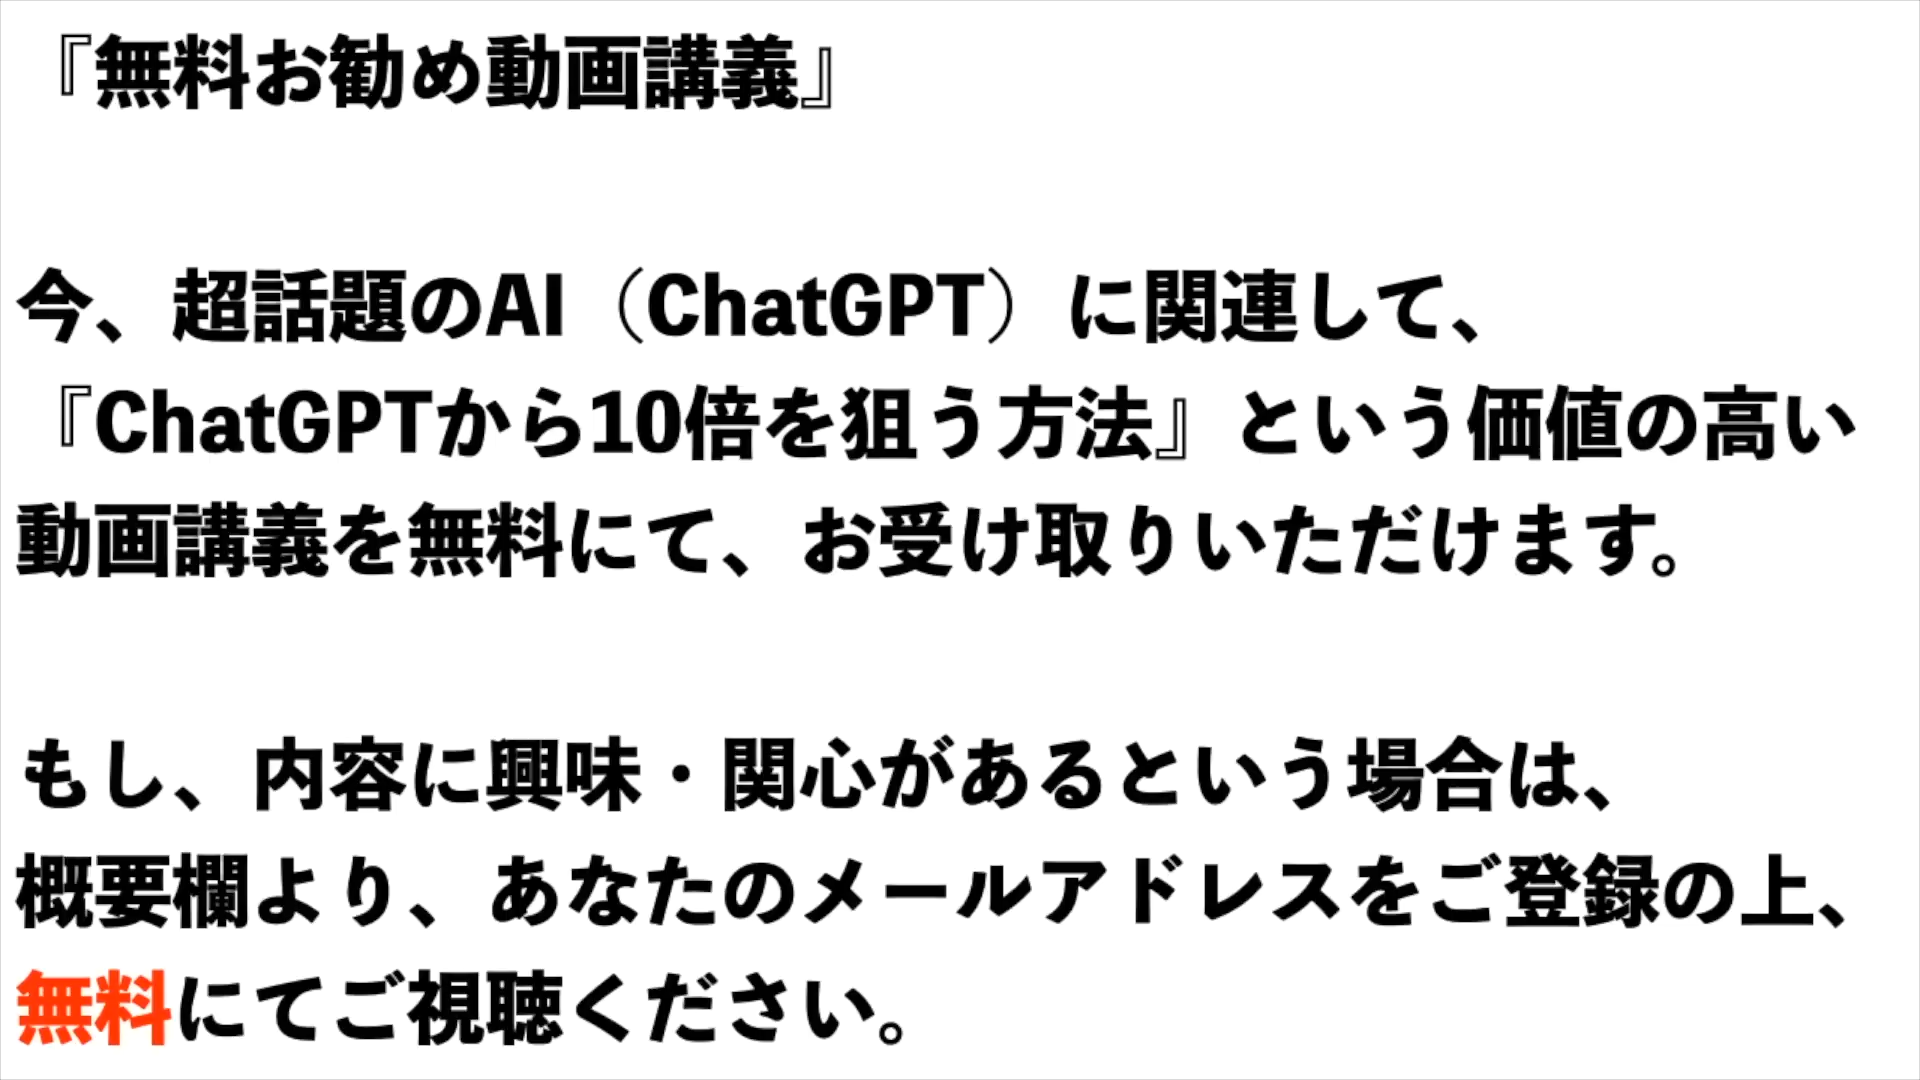 『無料お勧め動画講義』
今、超話題のAI（ChatGPT）に関連して、
『ChatGPTから10倍を狙う方法』という価値の高い
動画講義を無料にて、お受け取りいただけます。
もし、内容に興味・関心があるという場合は、
概要欄より、あなたのメールアドレスをご登録の上、
無料にてご視聴ください。